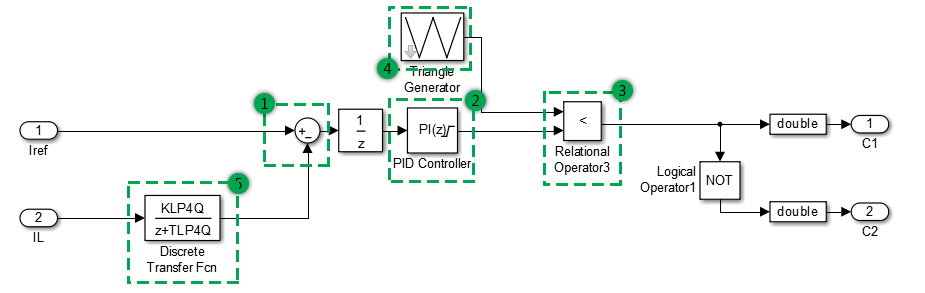 4
Triangle
Generator
1
2
3
1
Iref
+
−
1
z
PI(z)
PID Controller
<
Relational
Operator3
double
1
C1
Logical
Operator1
NOT
5
2
IL
KLP4Q
z+TLP4Q
Discrete
Transfer Fcn
double
2
C2